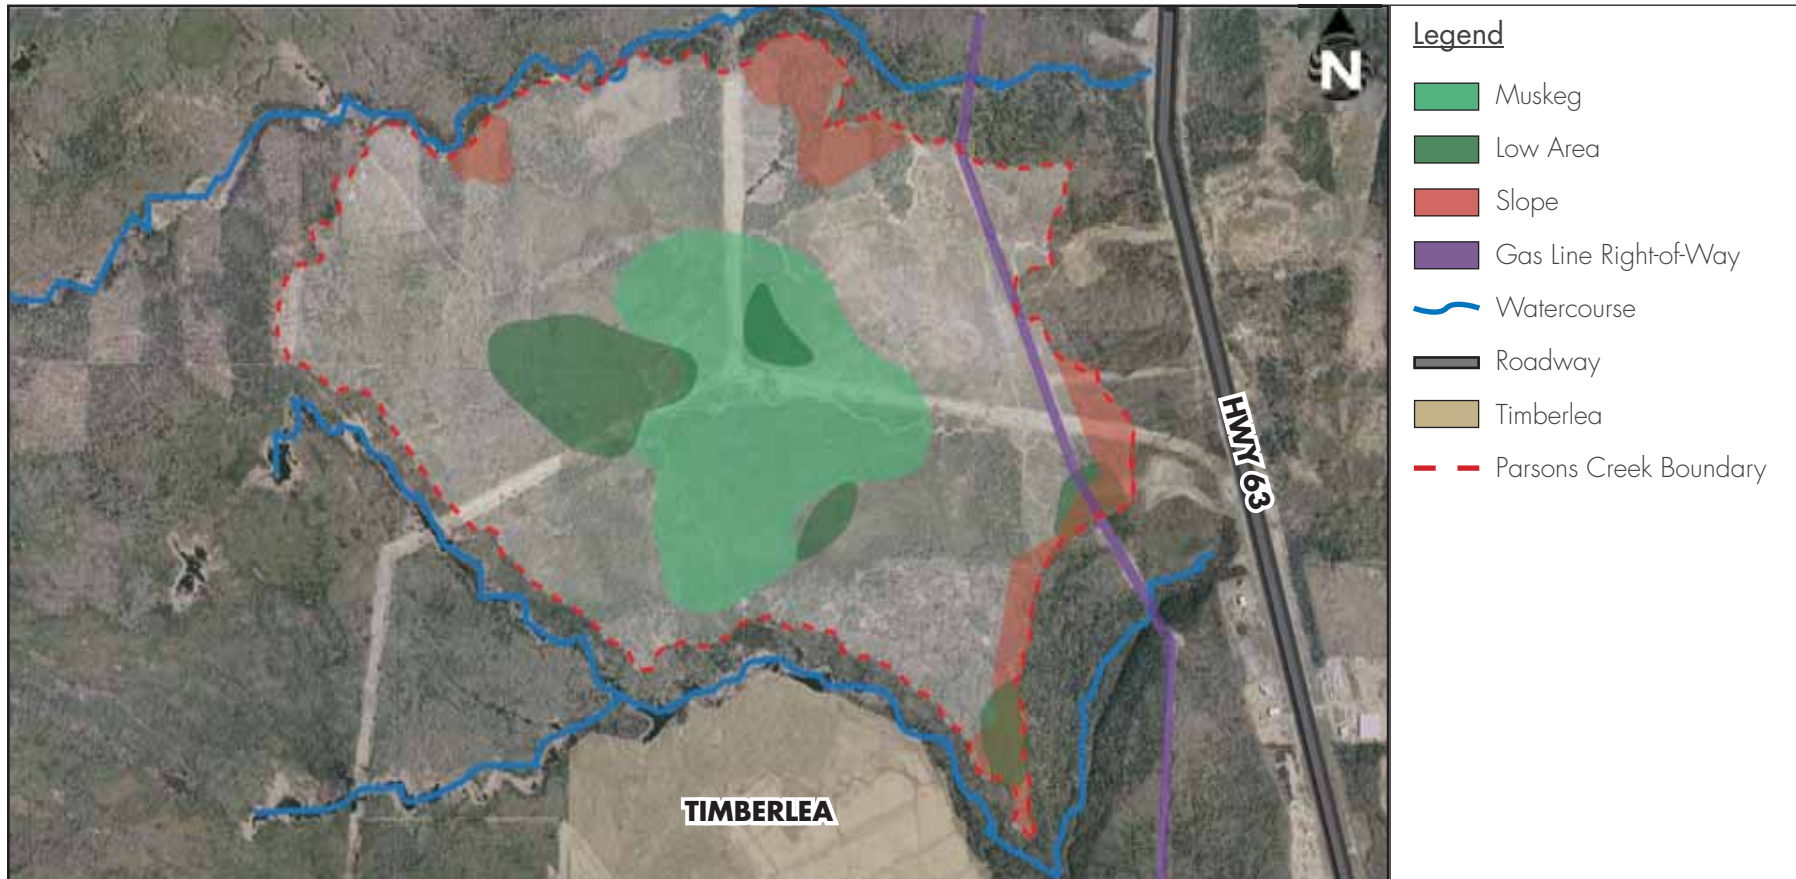 N
HWY 63
TIMBERLEA
Legend
Muskeg
Low Area
Slope
Gas Line Right-of-Way
Watercourse
Roadway
Timberlea
Parsons Creek Boundary